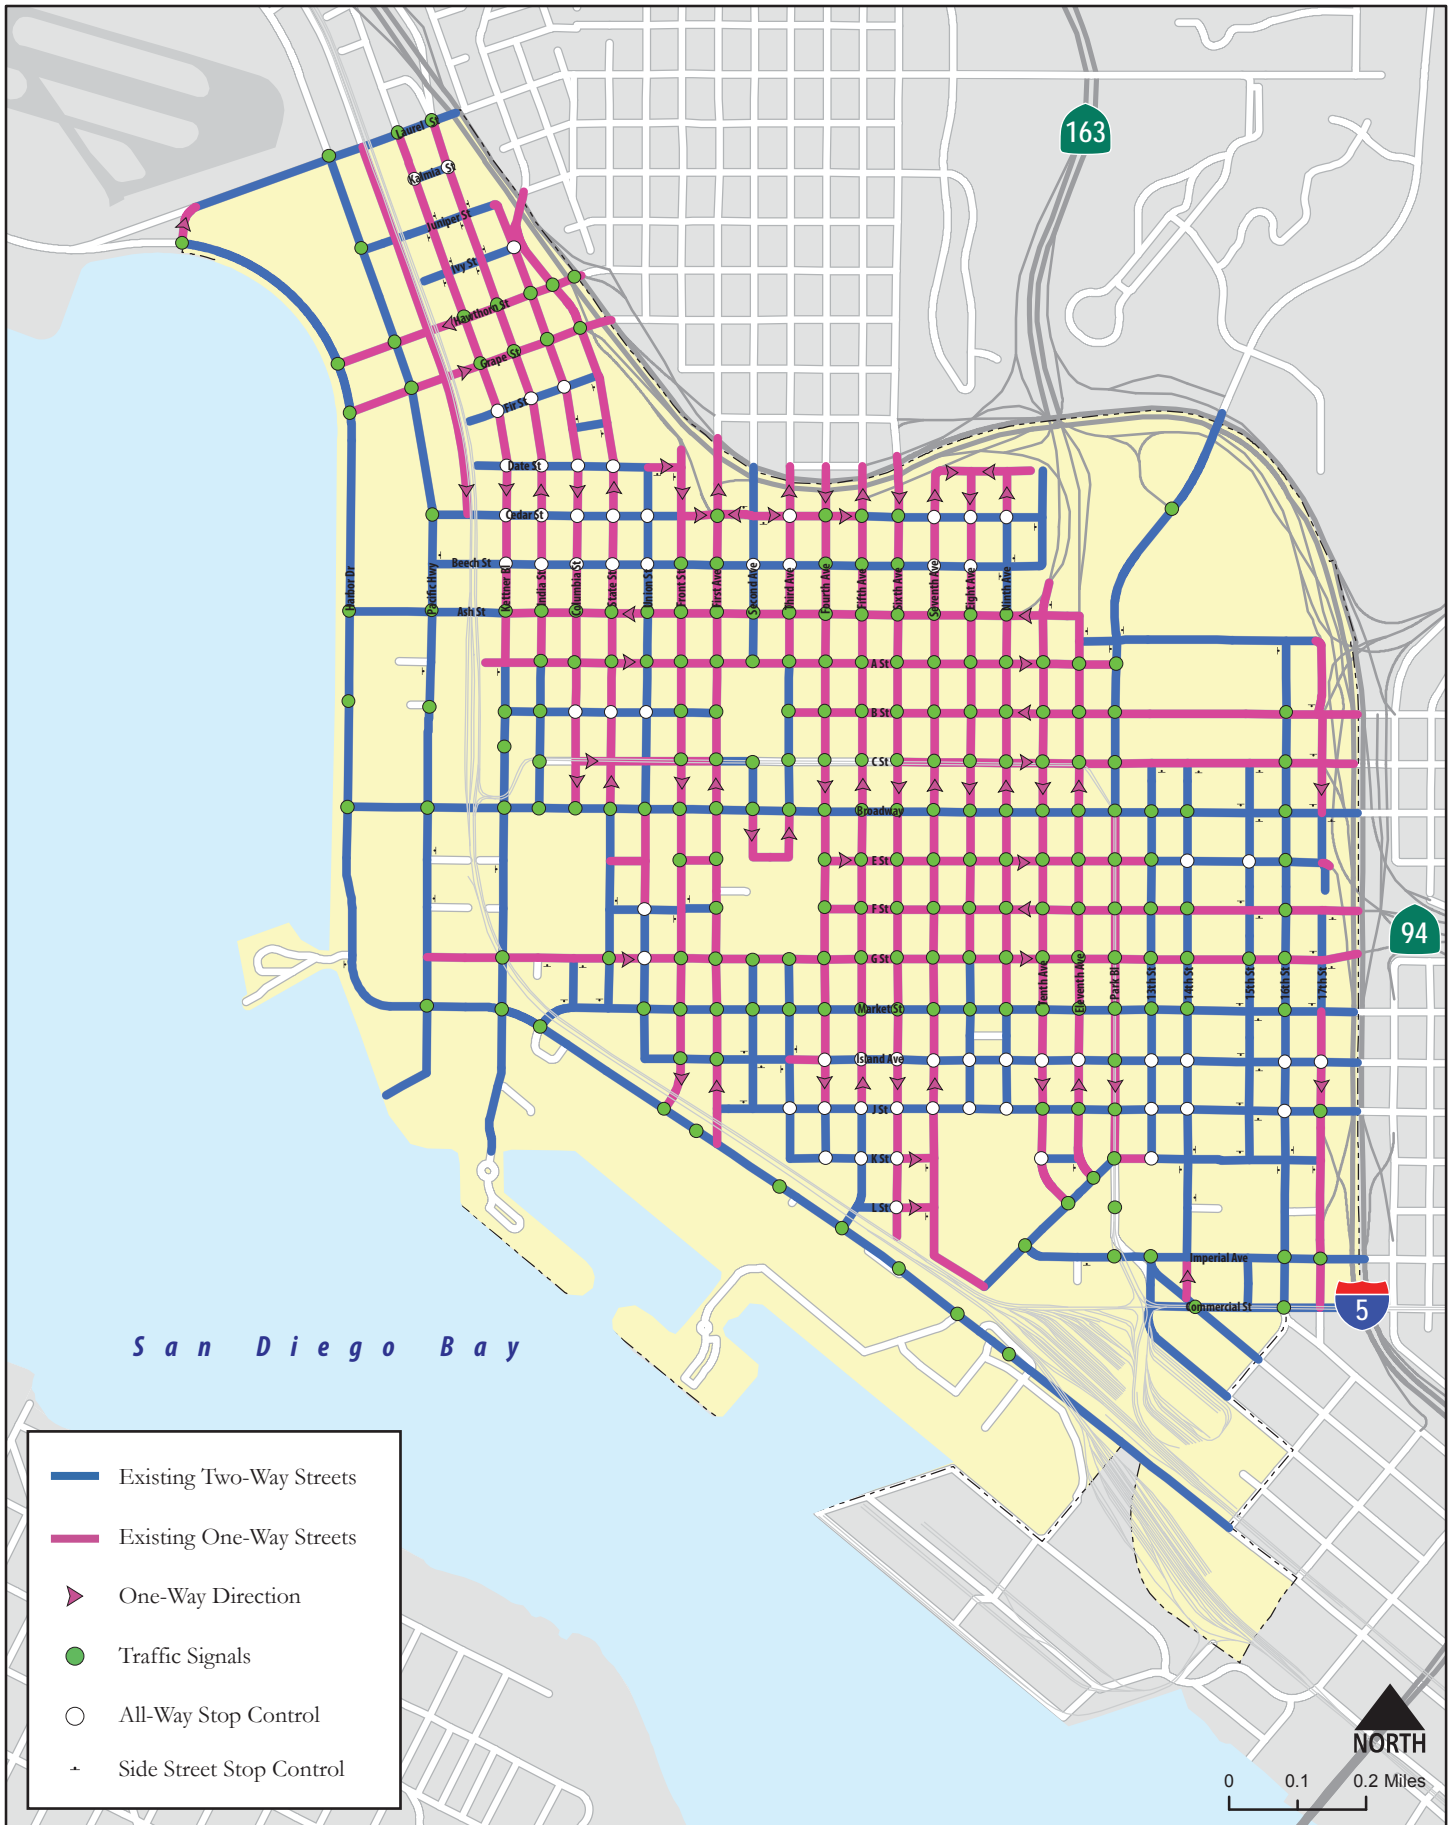 163
Laurel St
Kalmia St
Juniper St
Ivy St
Hawthorn St
Grape St
Fir St
Date St
Cedar St
Beech St
Ash St
Harbor Dr
Pacific Hwy
Kettner Bl
India St
Columbia St
State St
Union St
Front St
First Ave
Second Ave
Third Ave
Fourth Ave
Fifth Ave
Sixth Ave
Seventh Ave
Eight Ave
Ninth Ave
A St
B St
C St
Broadway
E St
F St
94
G St
Tenth Ave
Eleventh Ave
Park Bl
13th St
14th St
15th St
16th St
17th St
Market St
Island Ave
J St
K St
L St
Imperial Ave
Commercial St
5
San Diego Bay
Existing Two-Way Streets
Existing One-Way Streets
One-Way Direction
Traffic Signals
All-Way Stop Control
Side Street Stop Control
NORTH
0 0.1 0.2 Miles